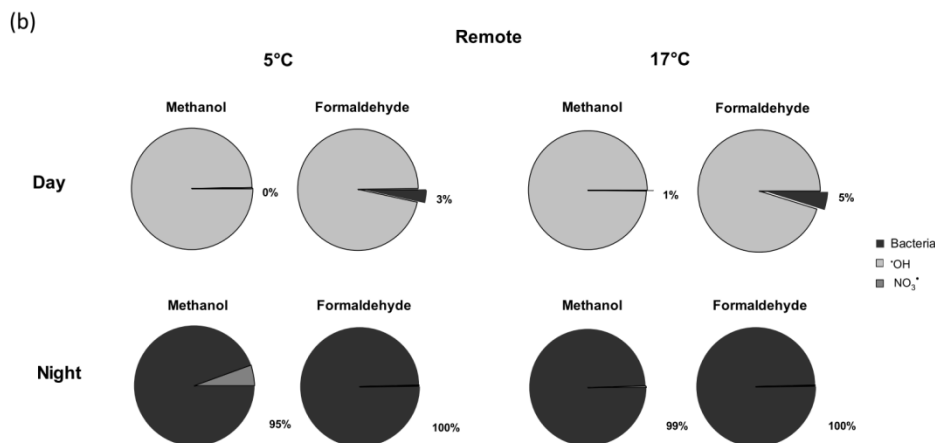 (b)
Remote
5°C 17°C
Methanol Formaldehyde Methanol Formaldehyde
Day
0% 3% 1% 5%
Bacteria
•OH
NO3•
Methanol Formaldehyde Methanol Formaldehyde
Night
95% 100% 99% 100%